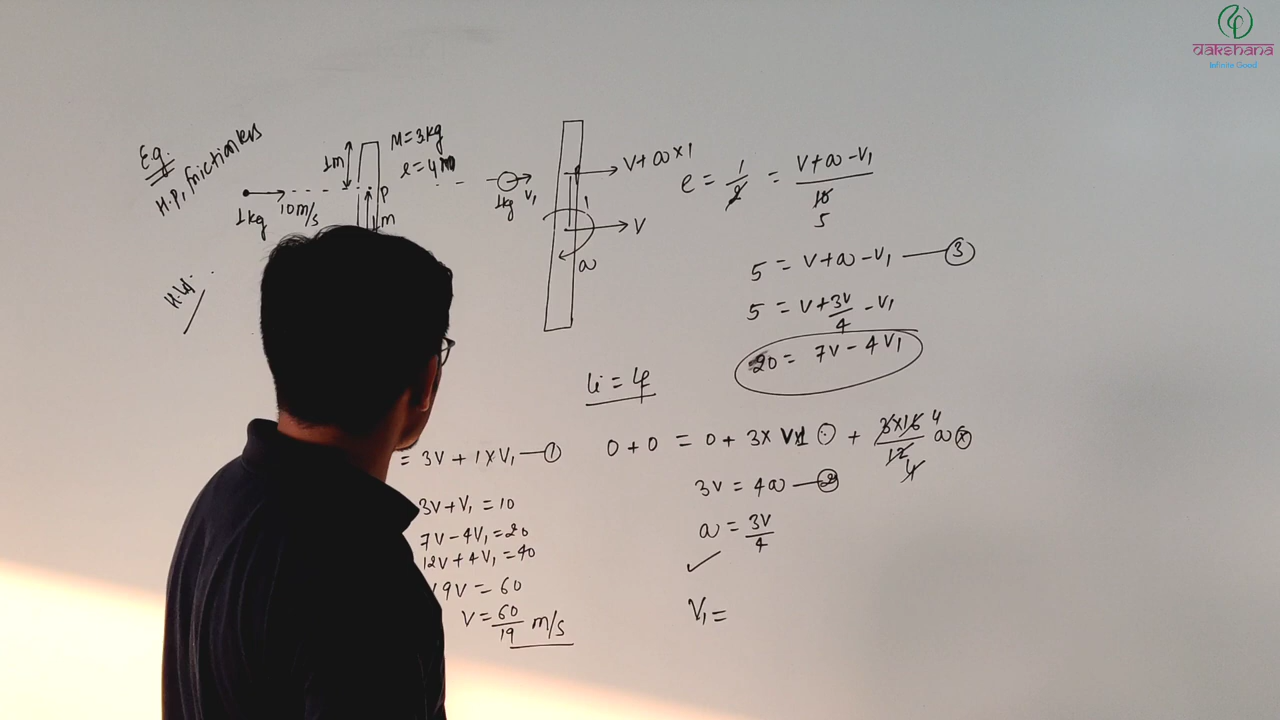 dakshana
Infinite Good
Eg.
H.P, frictionless
1m
M = 3kg
l = 4m
P
1kg
10m/s
1m
1kg
V₁
V + ω × 1
1
V
ω
e = 1/2 = (V + ω - V₁)/10
5
5 = V + ω - V₁ — ③
5 = V + 3V/4 - V₁
20 = 7V - 4V₁
Li = Lf
= 3V + 1 × V₁ — ①
0 + 0 = 0 + 3 × V × 1 ⊙ + (3 × 16)/12 ω ⊗
4
4
3V = 4ω — ②
ω = 3V/4
V₁ =
3V + V₁ = 10
7V - 4V₁ = 20
12V + 4V₁ = 40
19V = 60
V = 60/19 m/s